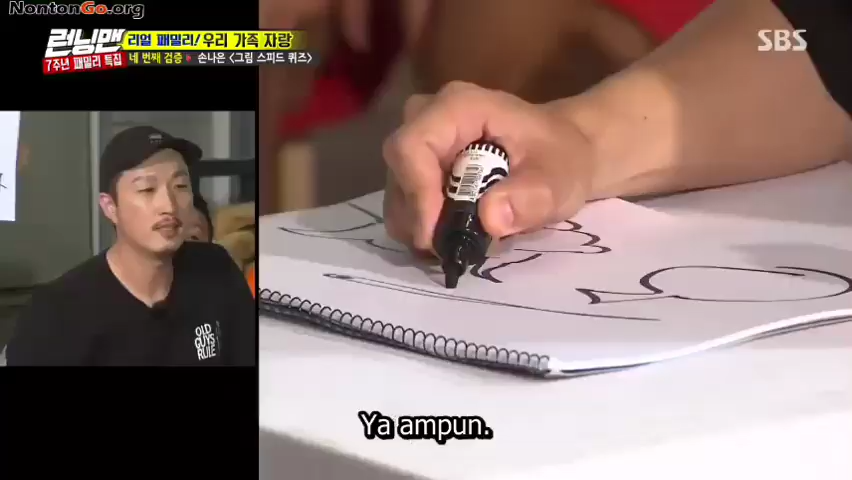 NontonGo.org
런닝맨
7주년 패밀리 특집
리얼 패밀리! 우리 가족 자랑
네 번째 검증 ▶ 손나은 <그림 스피드 퀴즈>
SBS
OLD
GUYS
RULE
Ya ampun.